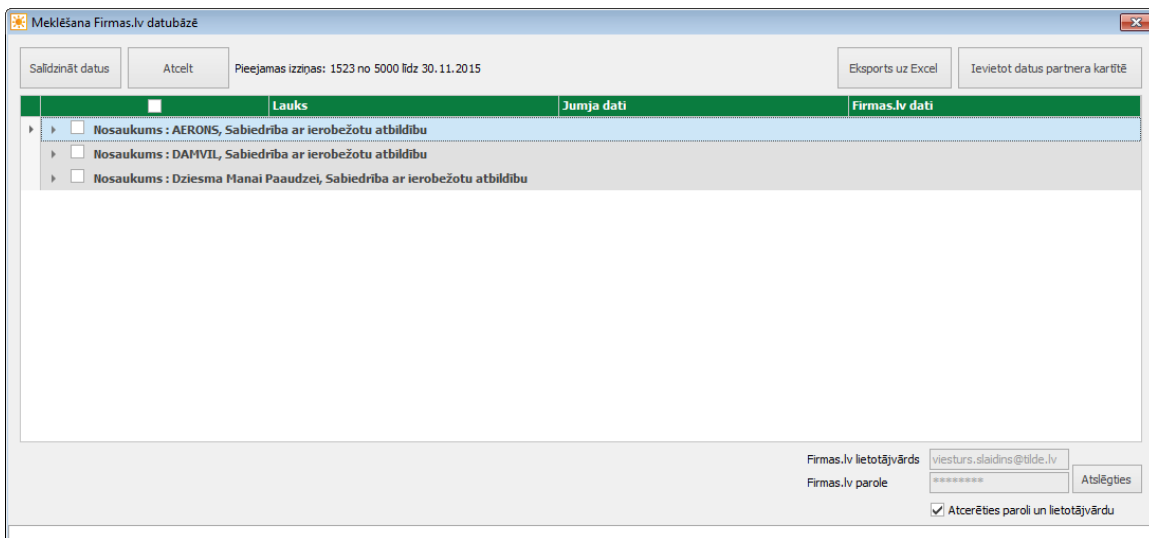 Meklēšana Firmas.lv datubāzē
Salīdzināt datus Atcelt Pieejamas izziņas: 1523 no 5000 līdz 30.11.2015 Eksports uz Excel Ievietot datus partnera kartītē
Lauks Jumja dati Firmas.lv dati
Nosaukums : AERONS, Sabiedrība ar ierobežotu atbildību
Nosaukums : DAMVIL, Sabiedrība ar ierobežotu atbildību
Nosaukums : Dziesma Manai Paaudzei, Sabiedrība ar ierobežotu atbildību
Firmas.lv lietotājvārds viesturs.slaidins@tilde.lv
Firmas.lv parole ******** Atslēgties
Atcerēties paroli un lietotājvārdu